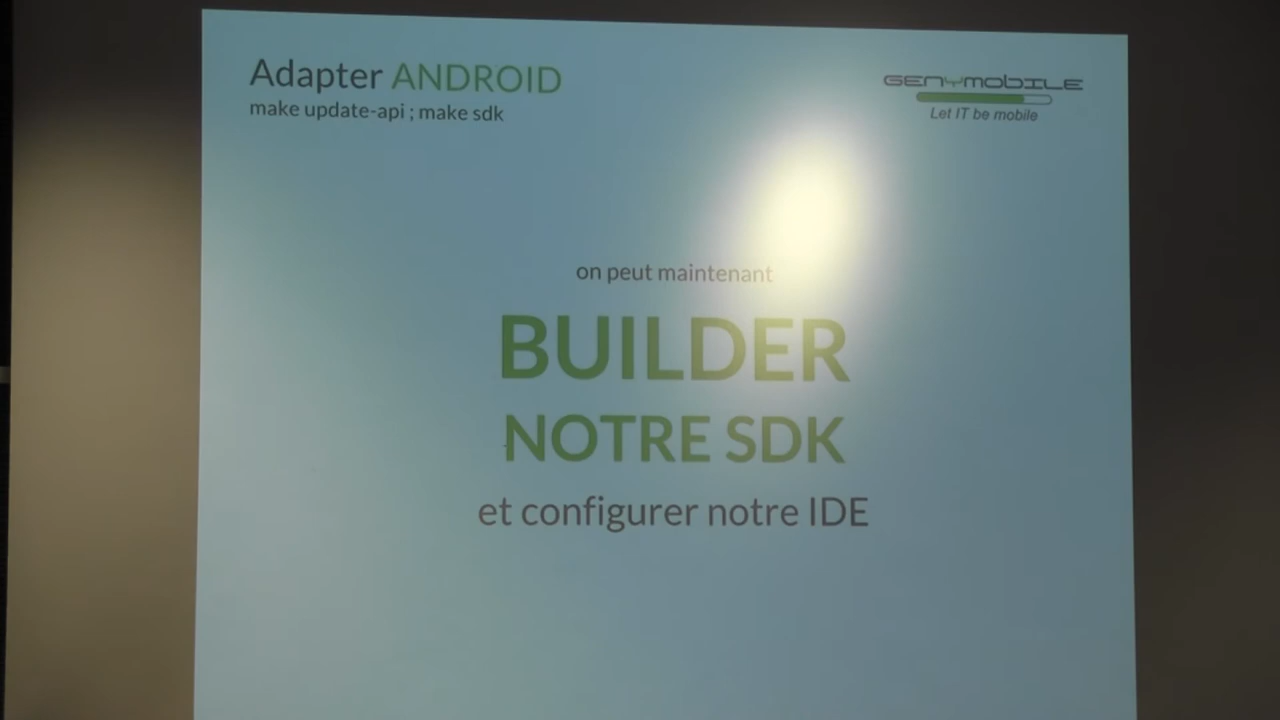 Adapter ANDROID
make update-api ; make sdk
GENYMOBILE
Let IT be mobile
on peut maintenant
BUILDER
NOTRE SDK
et configurer notre IDE